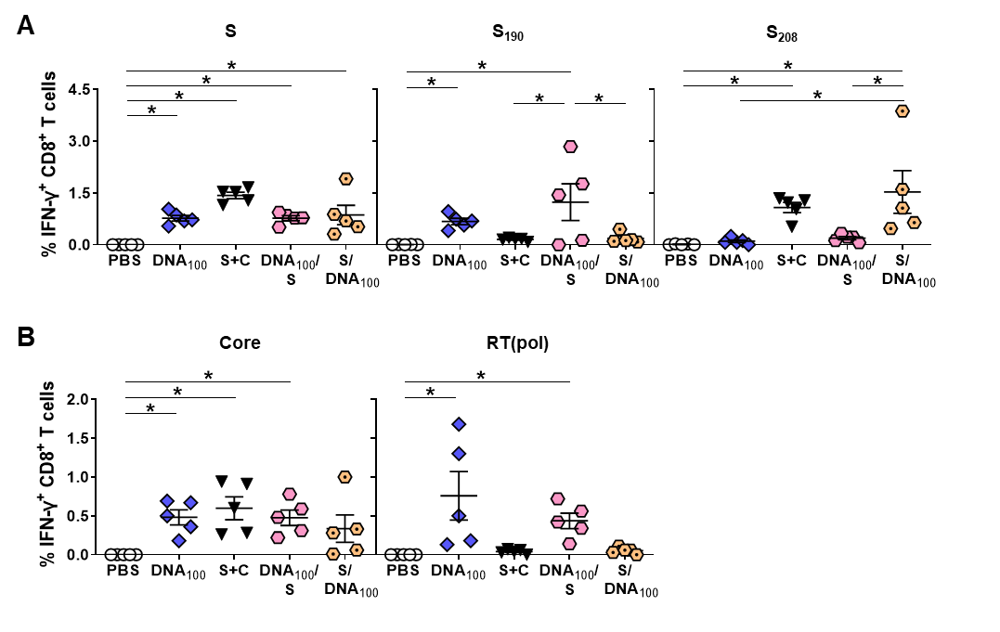 A
S S190 S208
* * *
* * * *
* * * *
*
% IFN-γ+ CD8+ T cells
4.5
3.0
1.5
0.0
PBS DNA100 S+C DNA100/ S/ PBS DNA100 S+C DNA100/ S/ PBS DNA100 S+C DNA100/ S/
S DNA100 S DNA100 S DNA100
B
Core RT(pol)
* *
* *
*
% IFN-γ+ CD8+ T cells
2.0
1.5
1.0
0.5
0.0
PBS DNA100 S+C DNA100/ S/ PBS DNA100 S+C DNA100/ S/
S DNA100 S DNA100